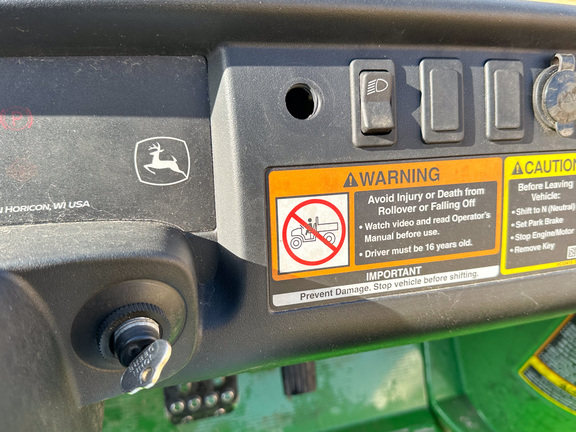 N HORICON, WI USA
WARNING
Avoid Injury or Death from
Rollover or Falling Off
• Watch video and read Operator's
Manual before use.
• Driver must be 16 years old.
IMPORTANT
Prevent Damage. Stop vehicle before shifting.
CAUTION
Before Leaving
Vehicle:
• Shift to N (Neutral)
• Set Park Brake
• Stop Engine/Motor
• Remove Key
JOHN
DEERE